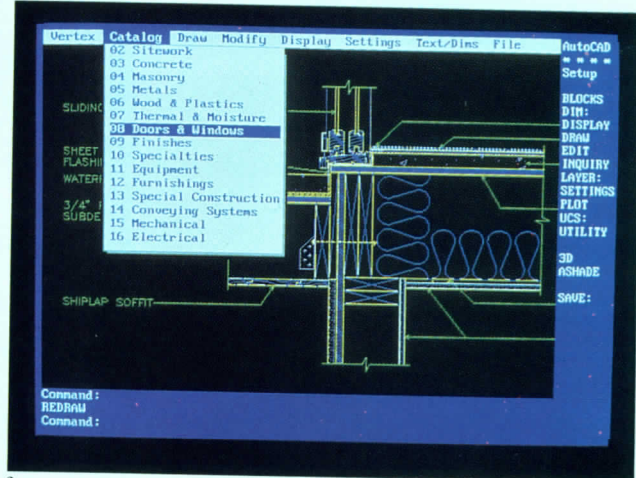 Vertex Catalog Draw Modify Display Settings Text/Dims File
02 Sitework
03 Concrete
04 Masonry
05 Metals
06 Wood & Plastics
07 Thermal & Moisture
08 Doors & Windows
09 Finishes
10 Specialties
11 Equipment
12 Furnishings
13 Special Construction
14 Conveying Systems
15 Mechanical
16 Electrical
SHEET
3/4"
SHIPLAP SOFFIT
AutoCAD
* * * *
Setup
BLOCKS
DIM:
DISPLAY
DRAW
EDIT
INQUIRY
LAYER:
SETTINGS
PLOT
UCS:
UTILITY
3D
ASHADE
SAVE:
Command:
REDRAW
Command: